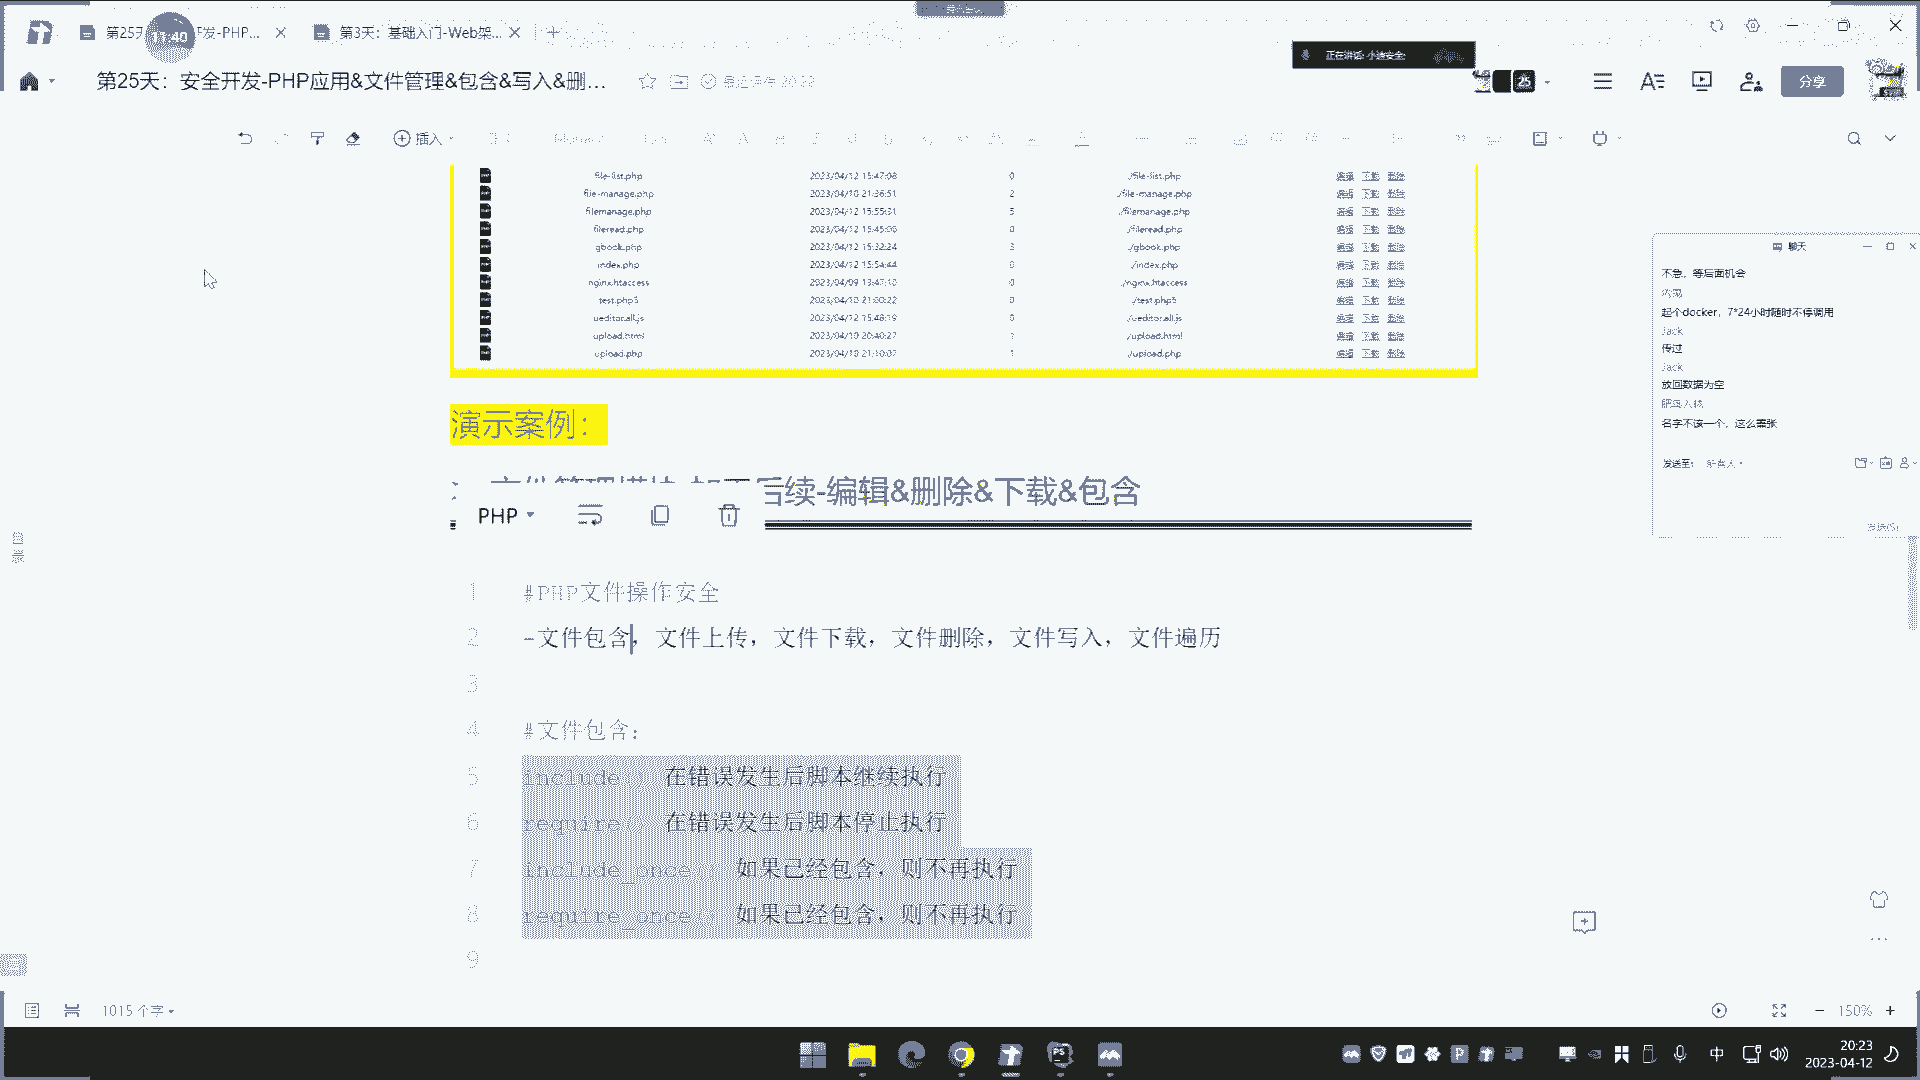 11:40
第25天
开发-PHP...
第3天：基础入门-Web架...
正在讲话: 小迪安全;
第25天：安全开发-PHP应用&文件管理&包含&写入&删...
25
分享
插入
file-list.php 2023/04/12 15:47:08 0 ./file-list.php 编辑 下载 删除
file-manage.php 2023/04/10 21:36:51 2 ./file-manage.php 编辑 下载 删除
filemanage.php 2023/04/12 15:55:31 5 ./filemanage.php 编辑 下载 删除
fileread.php 2023/04/12 15:45:06 0 ./fileread.php 编辑 下载 删除
gbook.php 2023/04/12 15:32:24 3 ./gbook.php 编辑 下载 删除
index.php 2023/04/12 15:54:44 0 ./index.php 编辑 下载 删除
nginx.htaccess 2023/04/09 13:47:10 0 ./nginx.htaccess 编辑 下载 删除
test.php5 2023/04/10 21:00:22 0 ./test.php5 编辑 下载 删除
ueditor.all.js 2023/04/12 15:48:19 0 ./ueditor.all.js 编辑 下载 删除
upload.html 2023/04/10 20:40:27 1 ./upload.html 编辑 下载 删除
upload.php 2023/04/10 21:10:37 1 ./upload.php 编辑 下载 删除
演示案例：
后续-编辑&删除&下载&包含
PHP
1 #PHP文件操作安全
2 -文件包含，文件上传，文件下载，文件删除，文件写入，文件遍历
3
4 #文件包含：
5 include 在错误发生后脚本继续执行
6 require 在错误发生后脚本停止执行
7 include_once 如果已经包含，则不再执行
8 require_once 如果已经包含，则不再执行
9
聊天
不急，等后面机会
起个docker，7*24小时随时不停调用
Jack
传过
Jack
放回数据为空
名字不该一个，这么嚣张
发送至：所有人
发送(S)
目录
1015 个字
150%
中
20:23
2023-04-12